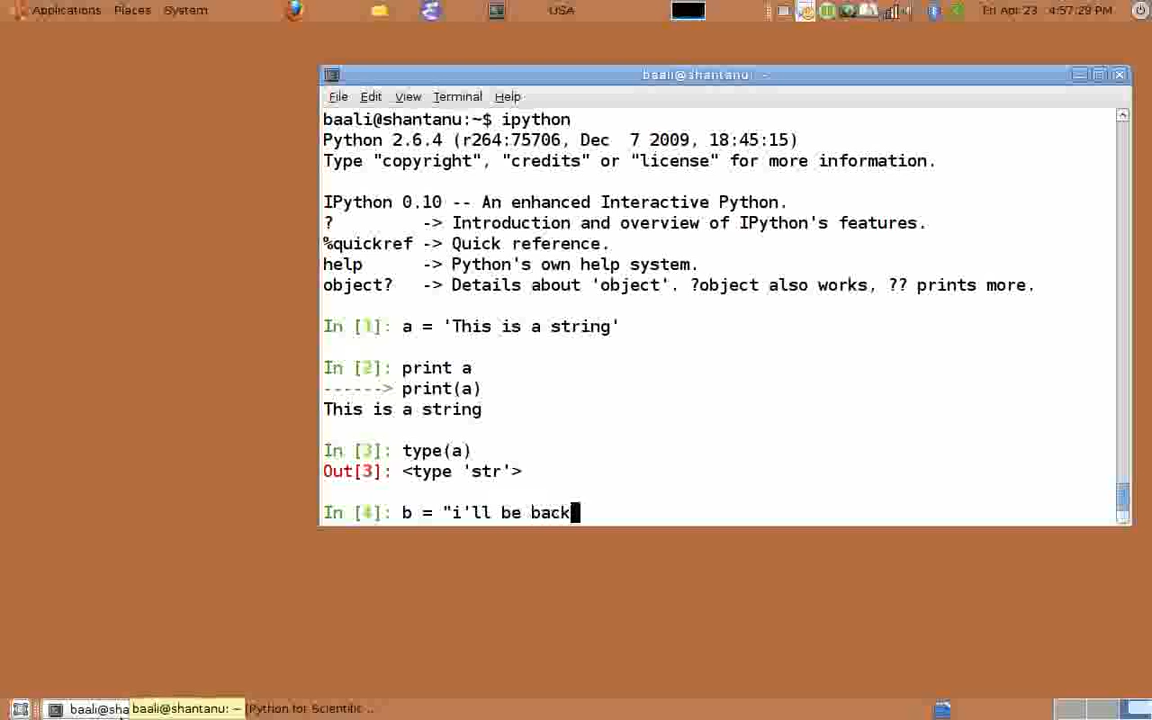 Applications Places System USA Fri Apr 23 4:57:29 PM
baali@shantanu: ~
File Edit View Terminal Help
baali@shantanu:~$ ipython
Python 2.6.4 (r264:75706, Dec  7 2009, 18:45:15)
Type "copyright", "credits" or "license" for more information.
IPython 0.10 -- An enhanced Interactive Python.
?         -> Introduction and overview of IPython's features.
%quickref -> Quick reference.
help      -> Python's own help system.
object?   -> Details about 'object'. ?object also works, ?? prints more.
In [1]: a = 'This is a string'
In [2]: print a
------> print(a)
This is a string
In [3]: type(a)
Out[3]: <type 'str'>
In [4]: b = "i'll be back
baali@sha baali@shantanu: ~ [Python for Scientific ...